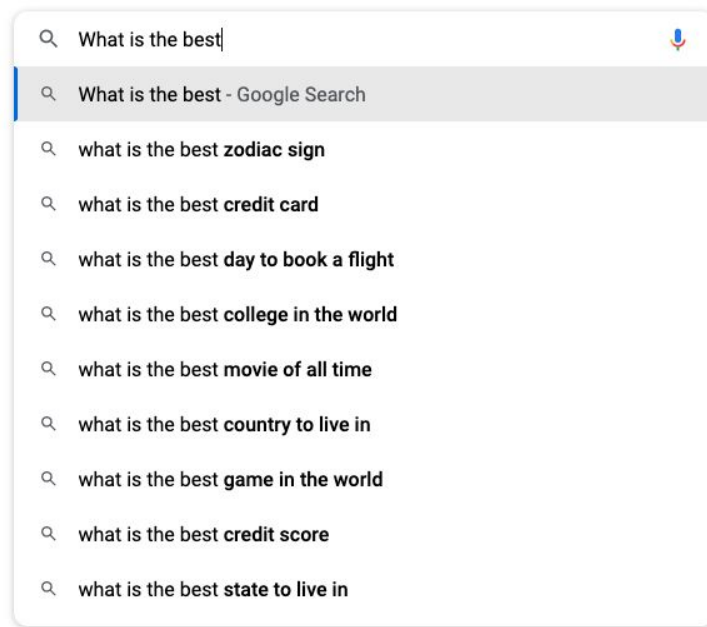 What is the best
What is the best - Google Search
what is the best zodiac sign
what is the best credit card
what is the best day to book a flight
what is the best college in the world
what is the best movie of all time
what is the best country to live in
what is the best game in the world
what is the best credit score
what is the best state to live in